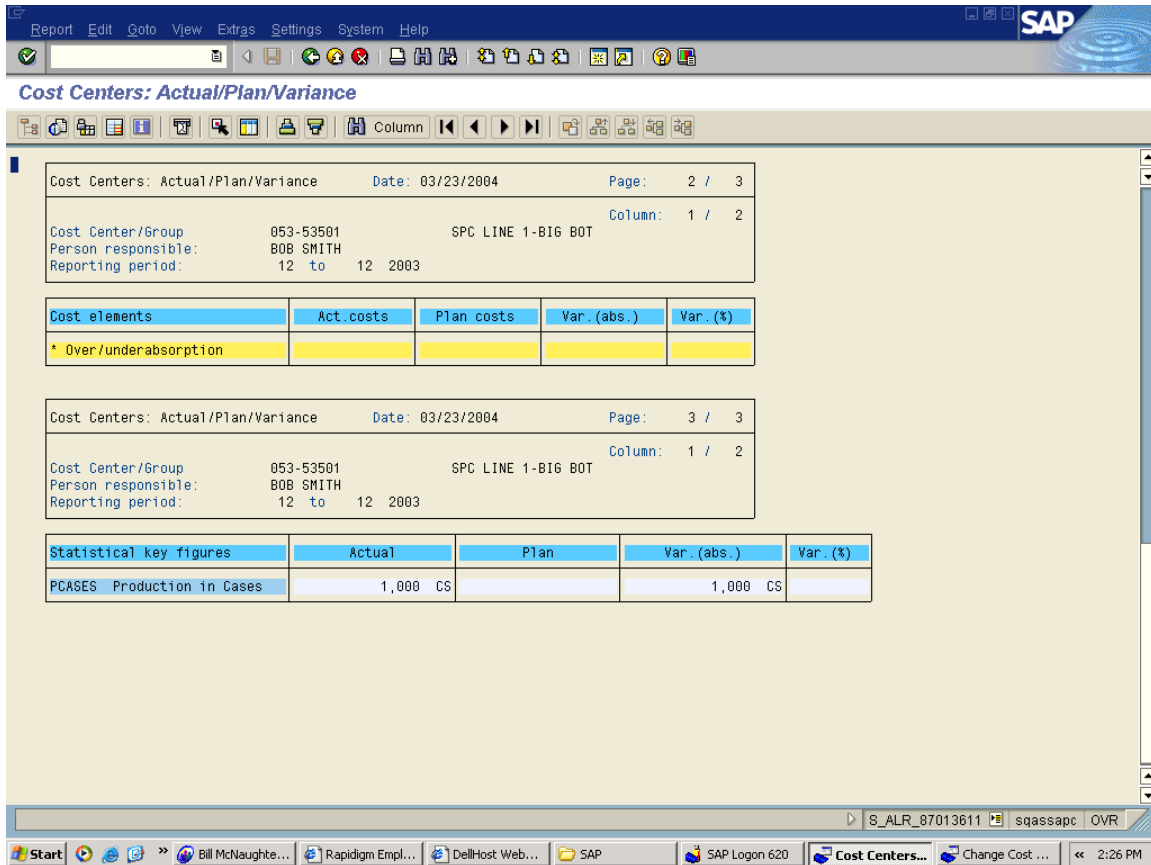 Report Edit Goto View Extras Settings System Help
SAP
Cost Centers: Actual/Plan/Variance
Column
Cost Centers: Actual/Plan/Variance Date: 03/23/2004 Page: 2 / 3
Column: 1 / 2
Cost Center/Group 053-53501 SPC LINE 1-BIG BOT
Person responsible: BOB SMITH
Reporting period: 12 to 12 2003
Cost elements Act.costs Plan costs Var.(abs.) Var.(%)
* Over/underabsorption
Cost Centers: Actual/Plan/Variance Date: 03/23/2004 Page: 3 / 3
Column: 1 / 2
Cost Center/Group 053-53501 SPC LINE 1-BIG BOT
Person responsible: BOB SMITH
Reporting period: 12 to 12 2003
Statistical key figures Actual Plan Var.(abs.) Var.(%)
PCASES Production in Cases 1,000 CS 1,000 CS
S_ALR_87013611 sqassapc OVR
Start » Bill McNaughte... Rapidigm Empl... DellHost Web... SAP SAP Logon 620 Cost Centers... Change Cost ... « 2:26 PM